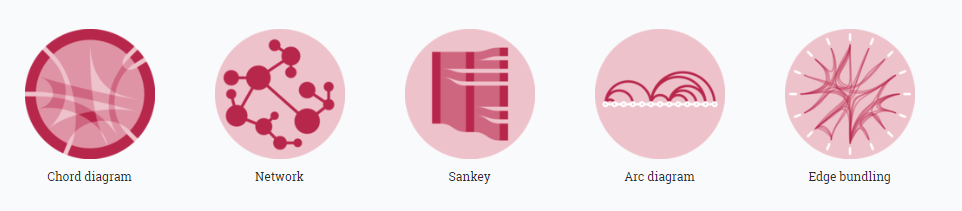 Chord diagram
Network
Sankey
Arc diagram
Edge bundling